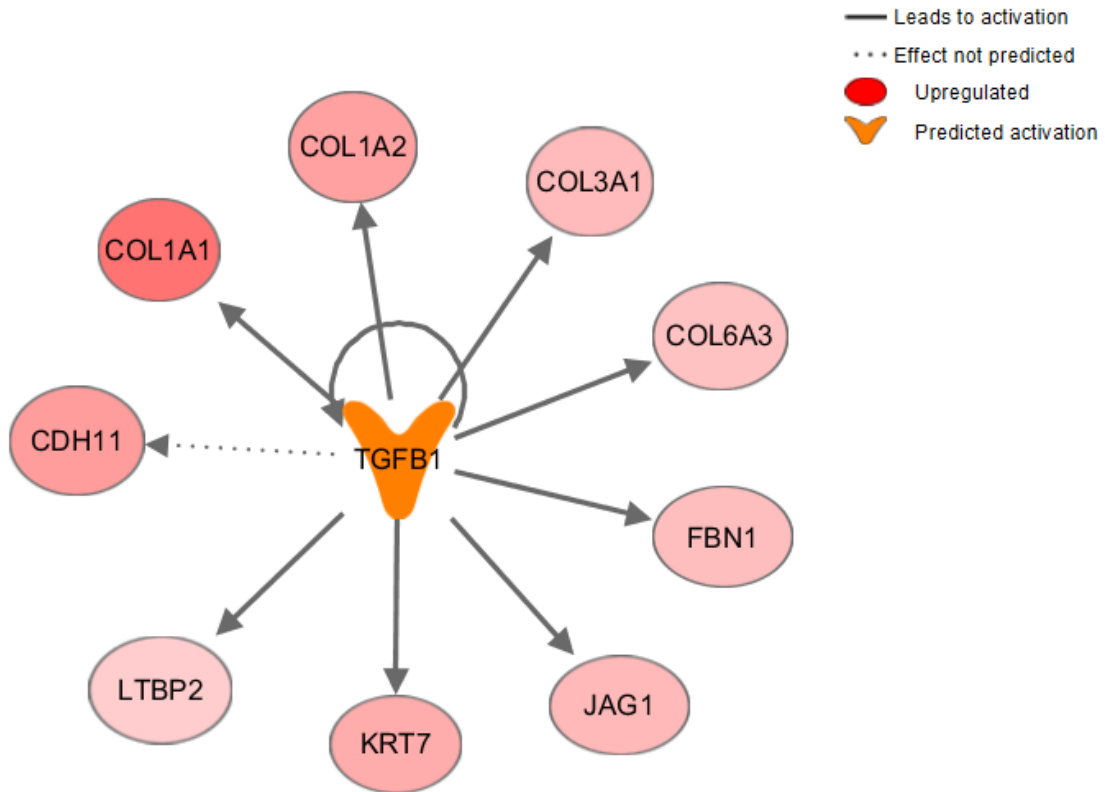 Leads to activation
Effect not predicted
Upregulated
Predicted activation
COL1A2
COL3A1
COL1A1
COL6A3
CDH11
TGFB1
FBN1
LTBP2
JAG1
KRT7